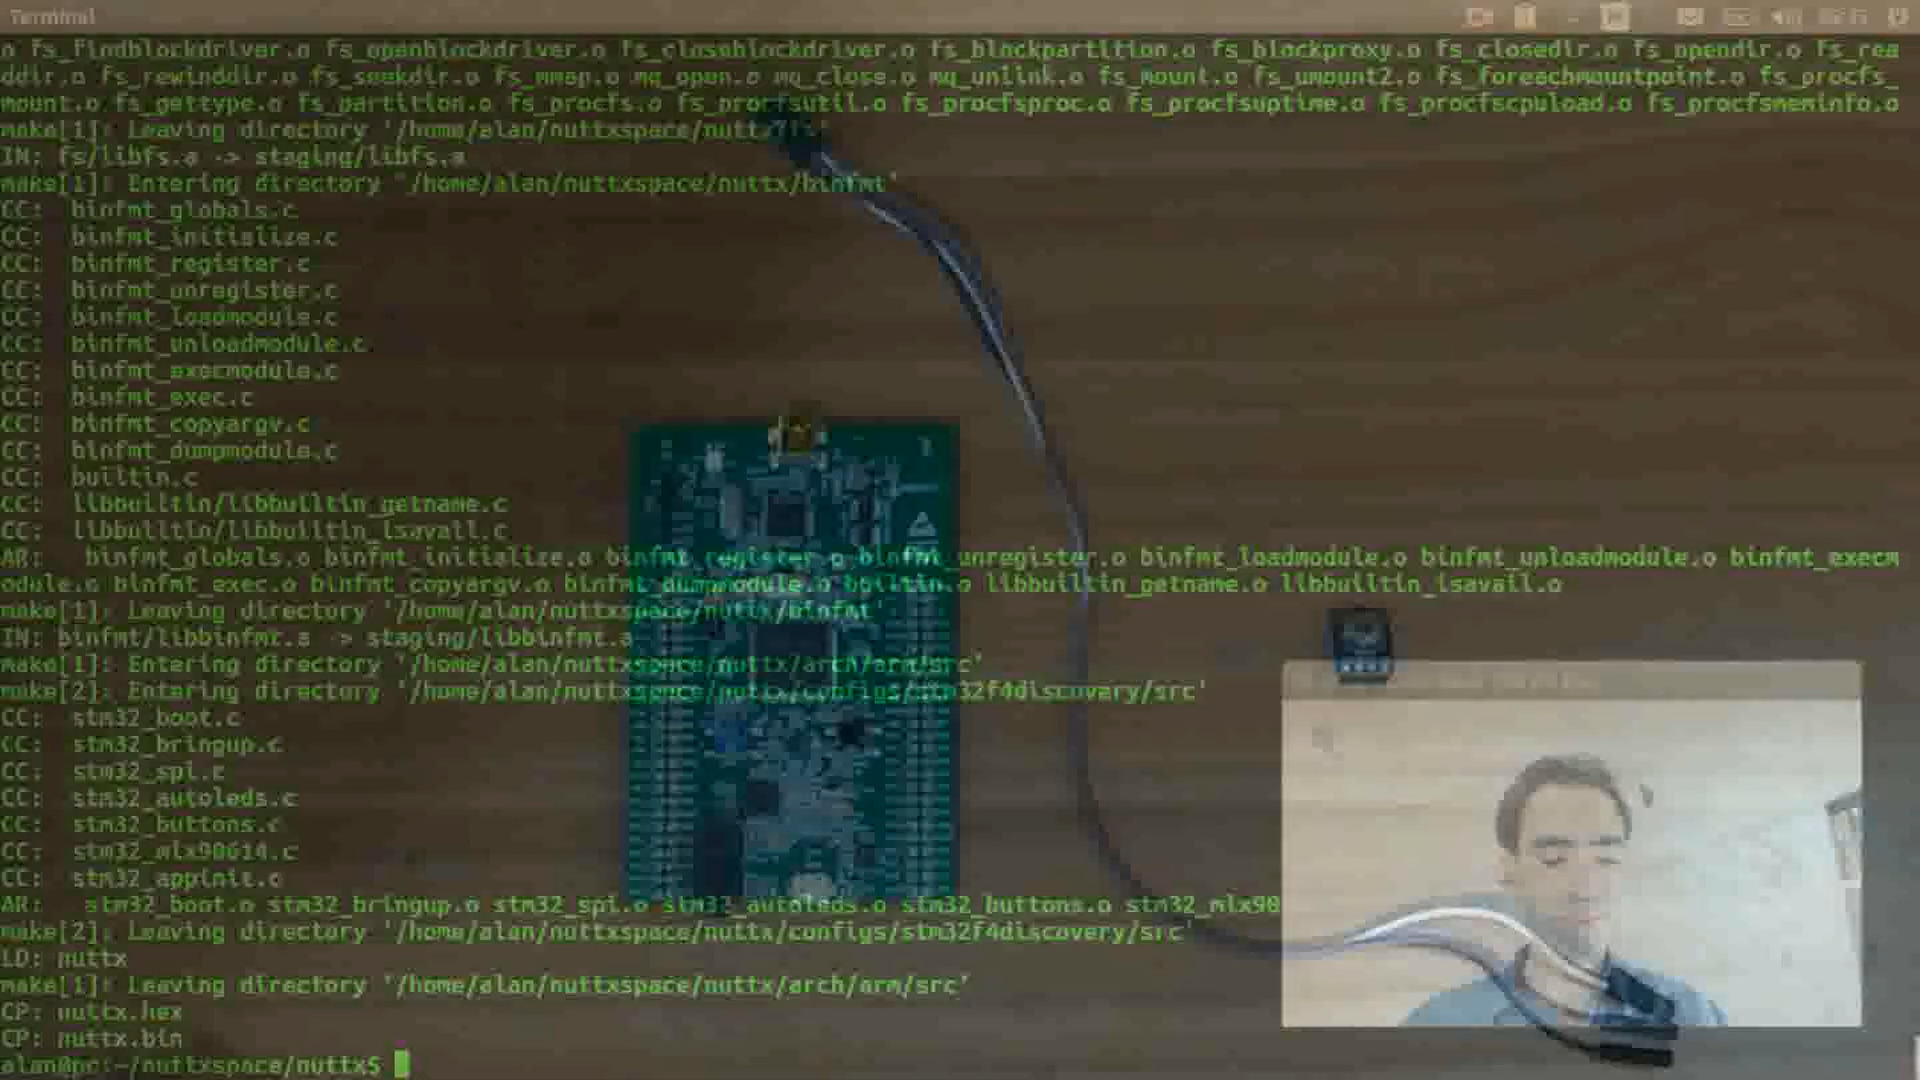 Terminal
o fs_findblockdriver.o fs_openblockdriver.o fs_closeblockdriver.o fs_blockpartition.o fs_blockproxy.o fs_closedir.o fs_opendir.o fs_rea
ddir.o fs_rewinddir.o fs_seekdir.o fs_mmap.o mq_open.o mq_close.o mq_unlink.o fs_mount.o fs_umount2.o fs_foreachmountpoint.o fs_procfs_
mount.o fs_gettype.o fs_partition.o fs_procfs.o fs_procfsutil.o fs_procfsproc.o fs_procfsuptime.o fs_procfscpuload.o fs_procfsmeminfo.o
make[1]: Leaving directory '/home/alan/nuttxspace/nuttx/fs'
IN: fs/libfs.a -> staging/libfs.a
make[1]: Entering directory '/home/alan/nuttxspace/nuttx/binfmt'
CC:  binfmt_globals.c
CC:  binfmt_initialize.c
CC:  binfmt_register.c
CC:  binfmt_unregister.c
CC:  binfmt_loadmodule.c
CC:  binfmt_unloadmodule.c
CC:  binfmt_execmodule.c
CC:  binfmt_exec.c
CC:  binfmt_copyargv.c
CC:  binfmt_dumpmodule.c
CC:  builtin.c
CC:  libbuiltin/libbuiltin_getname.c
CC:  libbuiltin/libbuiltin_isavail.c
AR:   binfmt_globals.o binfmt_initialize.o binfmt_register.o binfmt_unregister.o binfmt_loadmodule.o binfmt_unloadmodule.o binfmt_execm
odule.o binfmt_exec.o binfmt_copyargv.o binfmt_dumpmodule.o builtin.o libbuiltin_getname.o libbuiltin_isavail.o
make[1]: Leaving directory '/home/alan/nuttxspace/nuttx/binfmt'
IN: binfmt/libbinfmt.a -> staging/libbinfmt.a
make[1]: Entering directory '/home/alan/nuttxspace/nuttx/arch/arm/src'
make[2]: Entering directory '/home/alan/nuttxspace/nuttx/configs/stm32f4discovery/src'
CC:  stm32_boot.c
CC:  stm32_bringup.c
CC:  stm32_spi.c
CC:  stm32_autoleds.c
CC:  stm32_buttons.c
CC:  stm32_mlx90614.c
CC:  stm32_appinit.c
AR:   stm32_boot.o stm32_bringup.o stm32_spi.o stm32_autoleds.o stm32_buttons.o stm32_mlx90
make[2]: Leaving directory '/home/alan/nuttxspace/nuttx/configs/stm32f4discovery/src'
LD: nuttx
make[1]: Leaving directory '/home/alan/nuttxspace/nuttx/arch/arm/src'
CP: nuttx.hex
CP: nuttx.bin
alan@pc:~/nuttxspace/nuttx$